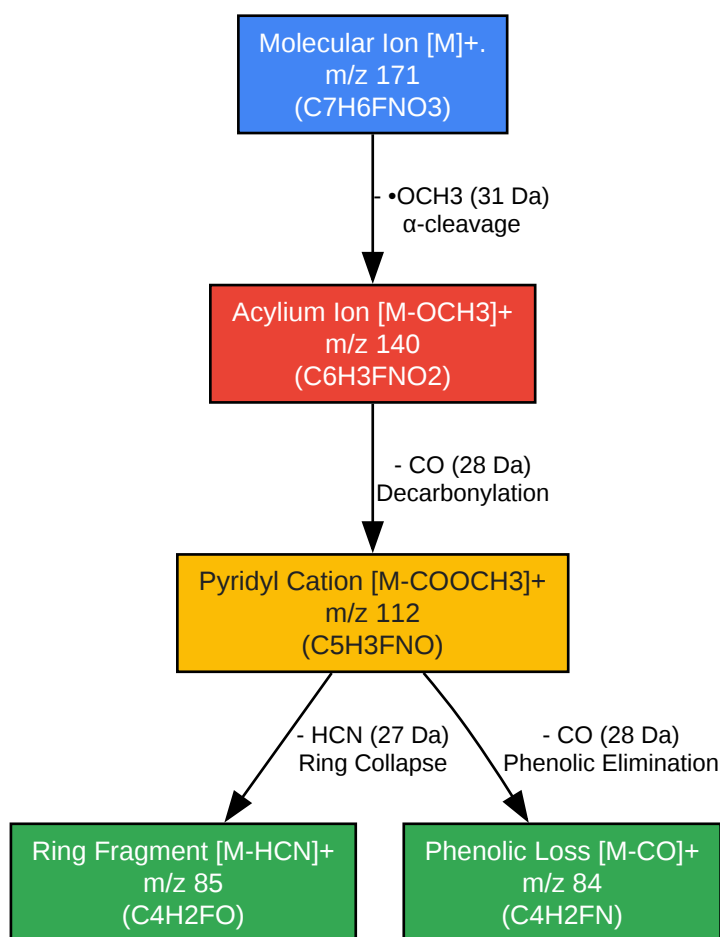 Molecular Ion [M]+.
m/z 171
(C7H6FNO3)
- •OCH3 (31 Da)
α-cleavage
Acylium Ion [M-OCH3]+
m/z 140
(C6H3FNO2)
- CO (28 Da)
Decarbonylation
Pyridyl Cation [M-COOCH3]+
m/z 112
(C5H3FNO)
- HCN (27 Da)
Ring Collapse
- CO (28 Da)
Phenolic Elimination
Ring Fragment [M-HCN]+
m/z 85
(C4H2FO)
Phenolic Loss [M-CO]+
m/z 84
(C4H2FN)